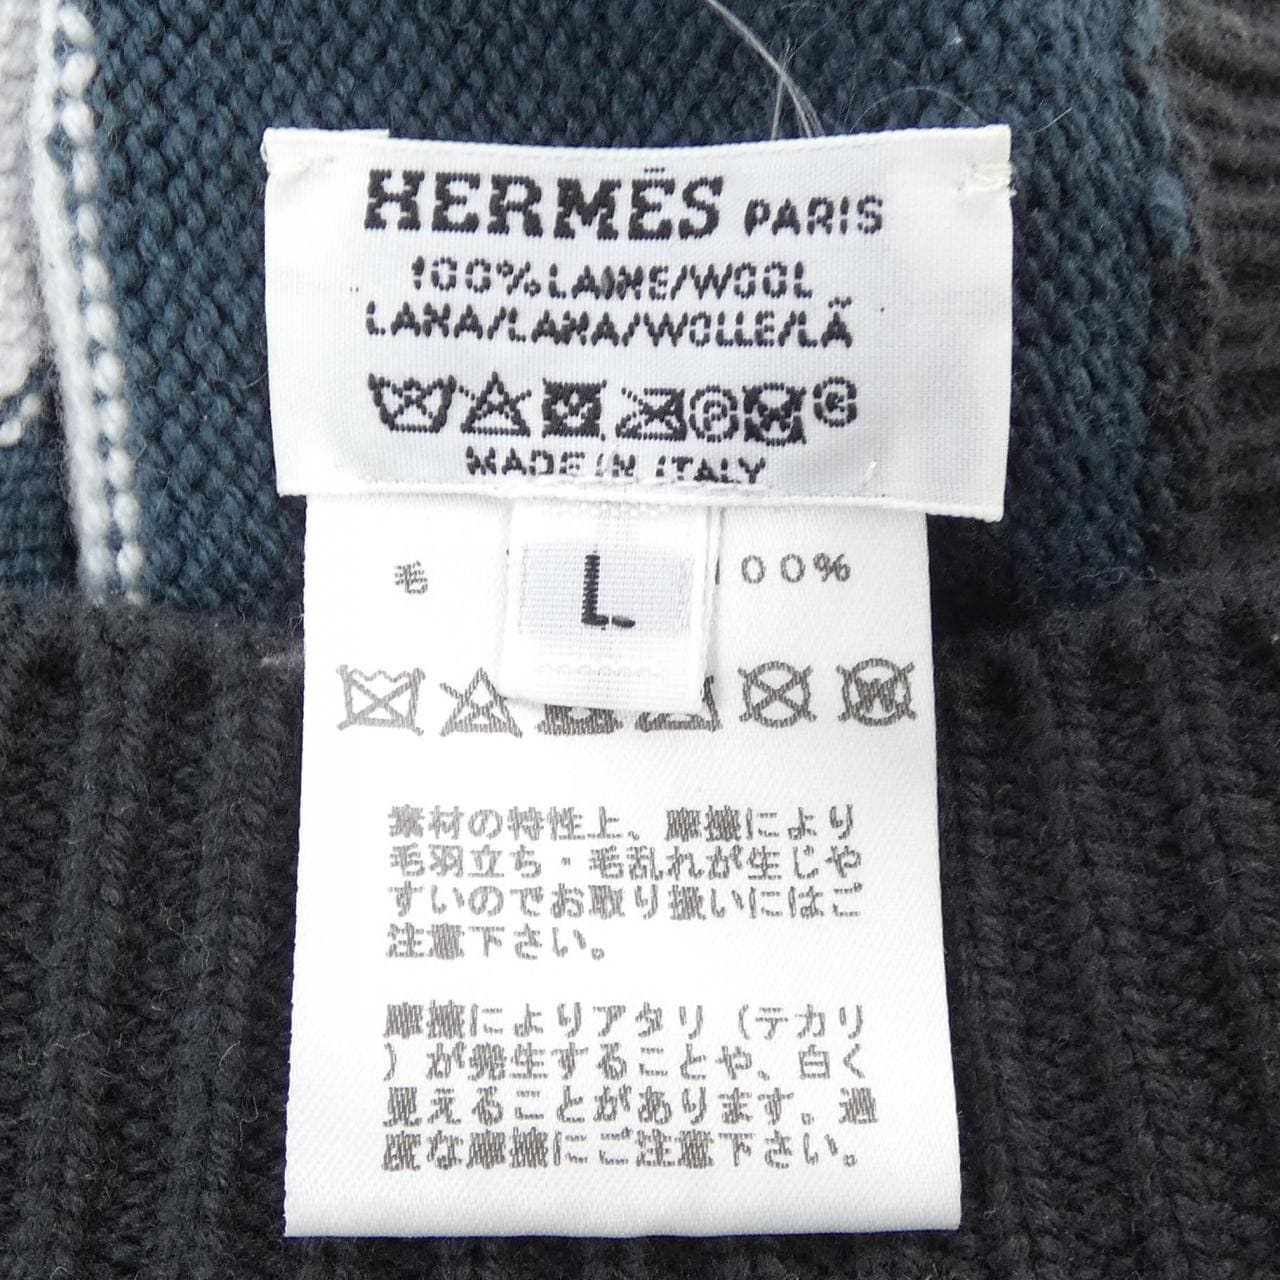 HERMĒS PARIS
100%LAINE/WOOL
LANA/LANA/WOLLE/LÃ
P W K
MADE IN ITALY
L
毛 00%
W
素材の特性上、摩擦により
毛羽立ち・毛乱れが生じや
すいのでお取り扱いにはご
注意下さい。
摩擦によりアタリ（テカリ
）が発生することや、白く
見えることがあります。過
度な摩擦にご注意下さい。